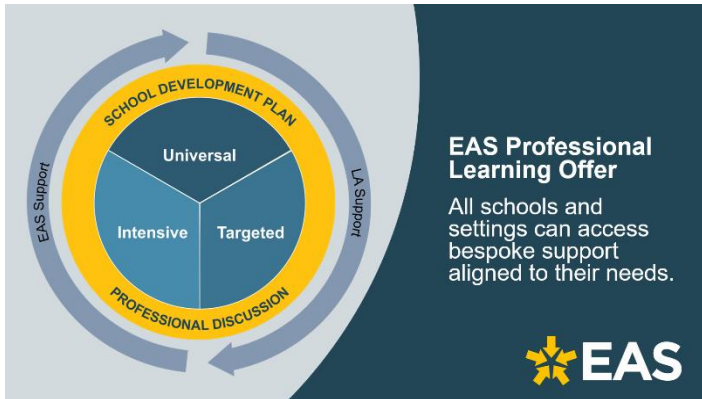 SCHOOL DEVELOPMENT PLAN
Universal
Intensive
Targeted
PROFESSIONAL DISCUSSION
EAS Support
LA Support
EAS Professional
Learning Offer
All schools and
settings can access
bespoke support
aligned to their needs.
EAS